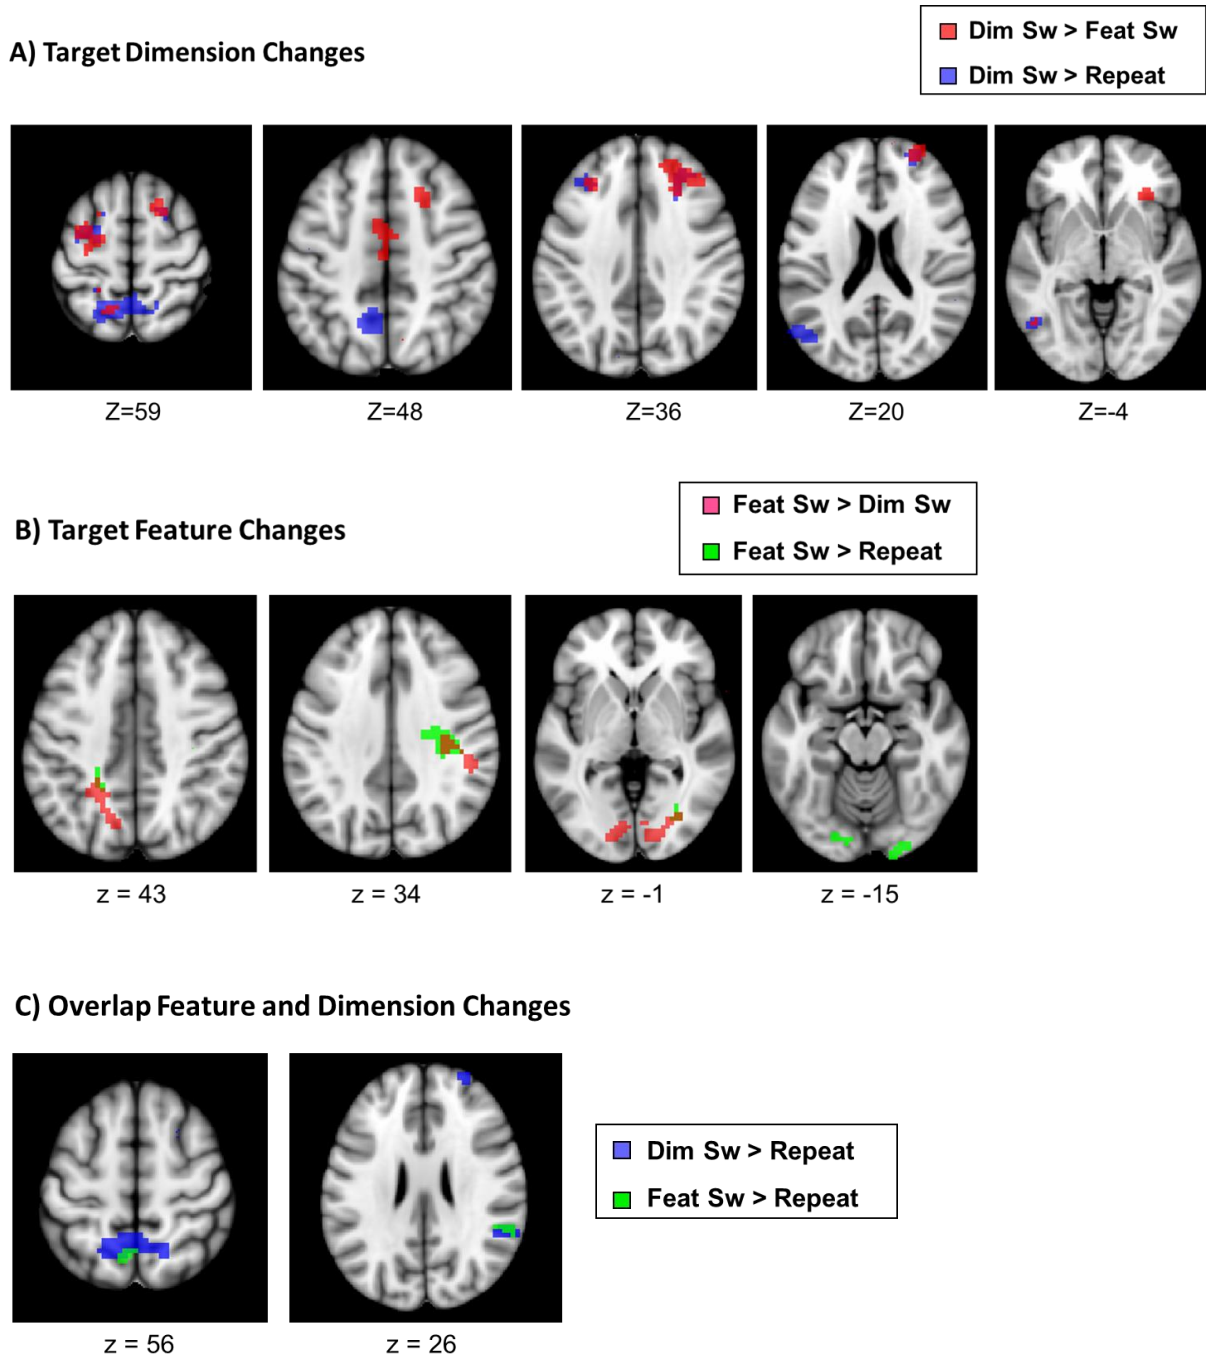 A) Target Dimension Changes
Dim Sw > Feat Sw
Dim Sw > Repeat
Z=59
Z=48
Z=36
Z=20
Z=-4
B) Target Feature Changes
Feat Sw > Dim Sw
Feat Sw > Repeat
z = 43
z = 34
z = -1
z = -15
C) Overlap Feature and Dimension Changes
Dim Sw > Repeat
Feat Sw > Repeat
z = 56
z = 26